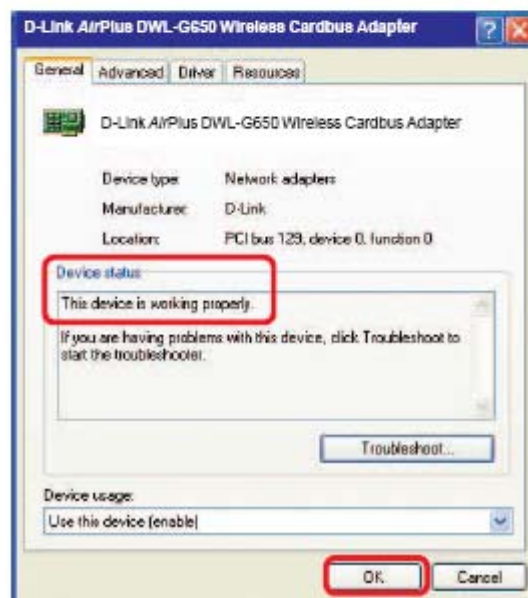 D-Link AirPlus DWL-G650 Wireless Cardbus Adapter
General Advanced Driver Resources
D-Link AirPlus DWL-G650 Wireless Cardbus Adapter
Device type: Network adapters
Manufacturer: D-Link
Location: PCI bus 129, device 0, function 0
Device status
This device is working properly.
If you are having problems with this device, click Troubleshoot to
start the troubleshooter.
Troubleshoot...
Device usage:
Use this device (enable)
OK Cancel